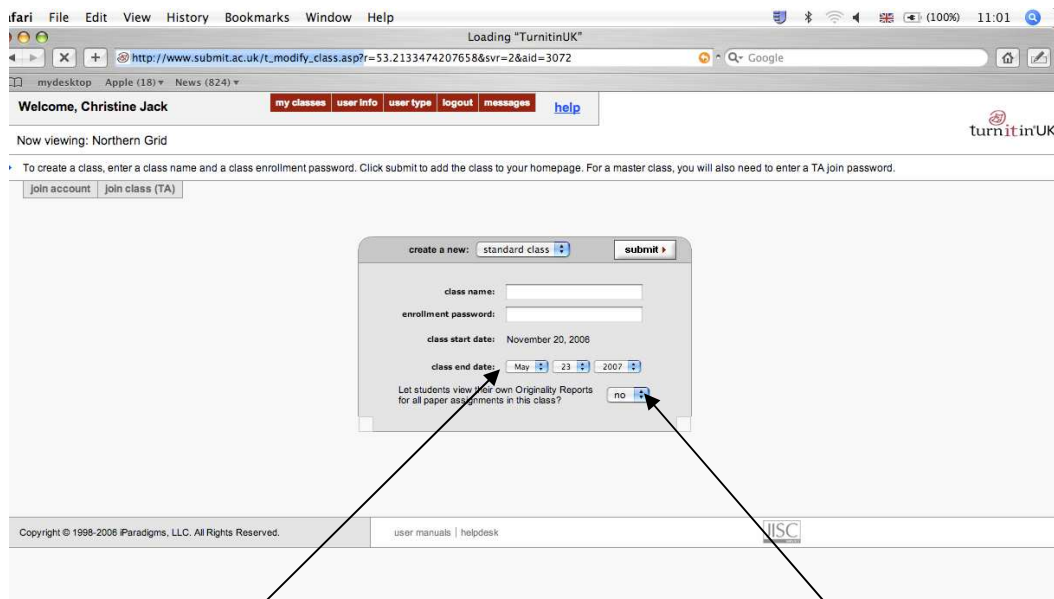 fari File Edit View History Bookmarks Window Help (100%) 11:01
Loading "TurnitinUK"
http://www.submit.ac.uk/t_modify_class.asp?r=53.2133474207658&svr=2&aid=3072 Q- Google
mydesktop Apple (18) News (824)
Welcome, Christine Jack my classes user info user type logout messages help
turnitin'UK
Now viewing: Northern Grid
To create a class, enter a class name and a class enrollment password. Click submit to add the class to your homepage. For a master class, you will also need to enter a TA join password.
join account join class (TA)
create a new: standard class submit
class name:
enrollment password:
class start date: November 20, 2006
class end date: May 23 2007
Let students view their own Originality Reports
for all paper assignments in this class? no
Copyright © 1998-2006 iParadigms, LLC. All Rights Reserved. user manuals | helpdesk JISC